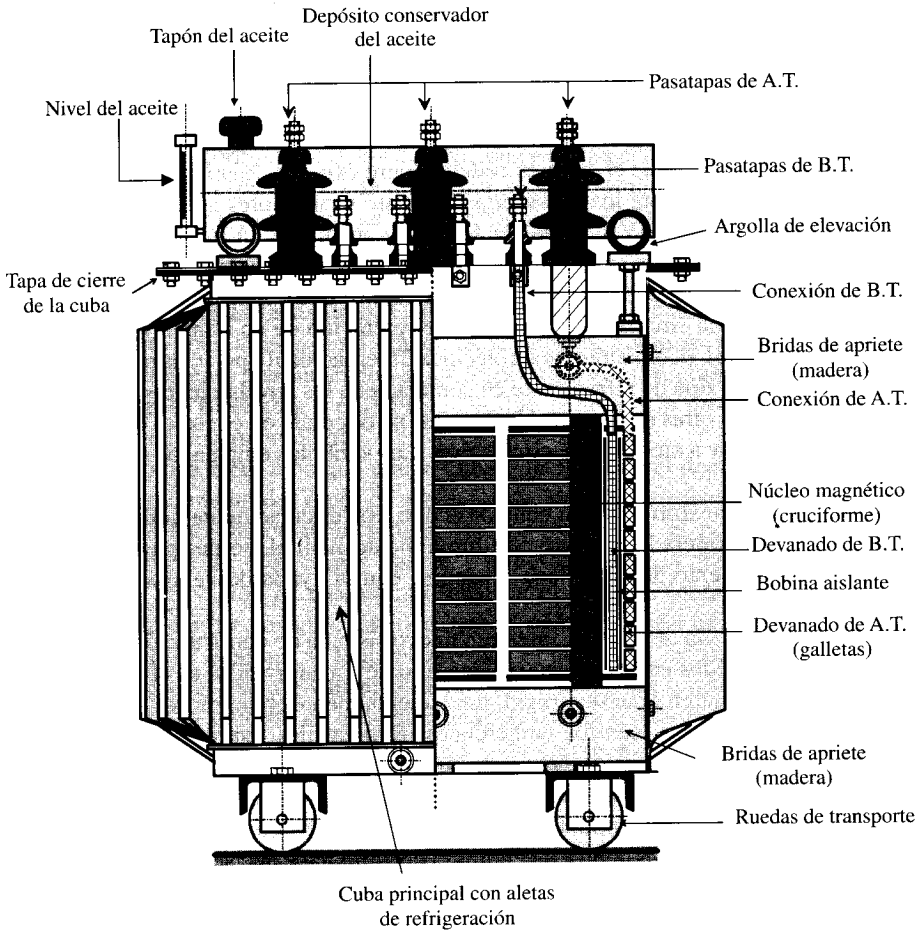 Depósito conservador
del aceite
Tapón del aceite
Pasatapas de A.T.
Nivel del aceite
Pasatapas de B.T.
Argolla de elevación
Tapa de cierre
de la cuba
Conexión de B.T.
Bridas de apriete
(madera)
Conexión de A.T.
Núcleo magnético
(cruciforme)
Devanado de B.T.
Bobina aislante
Devanado de A.T.
(galletas)
Bridas de apriete
(madera)
Ruedas de transporte
Cuba principal con aletas
de refrigeración